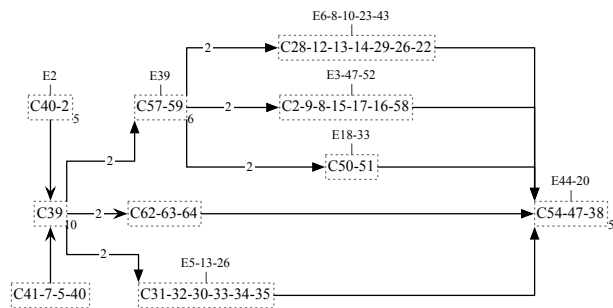 E6-8-10-23-43
2
C28-12-13-14-29-26-22
E2
E39
E3-47-52
C40-2
5
C57-59
6
2
C2-9-8-15-17-16-58
E18-33
2
2
C50-51
E44-20
C39
10
2
C62-63-64
C54-47-38
5
2
E5-13-26
C41-7-5-40
C31-32-30-33-34-35